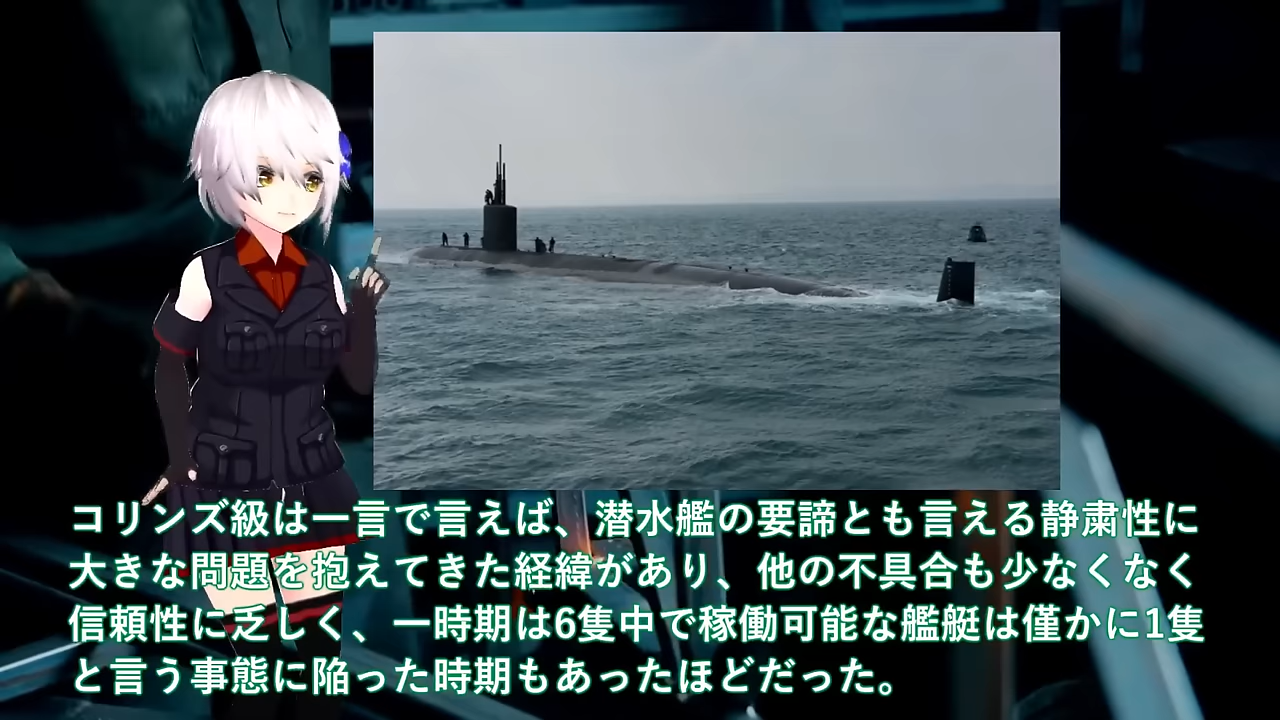 コリンズ級は一言で言えば、潜水艦の要諦とも言える静粛性に
大きな問題を抱えてきた経緯があり、他の不具合も少なくなく
信頼性に乏しく、一時期は6隻中で稼働可能な艦艇は僅かに1隻
と言う事態に陥った時期もあったほどだった。